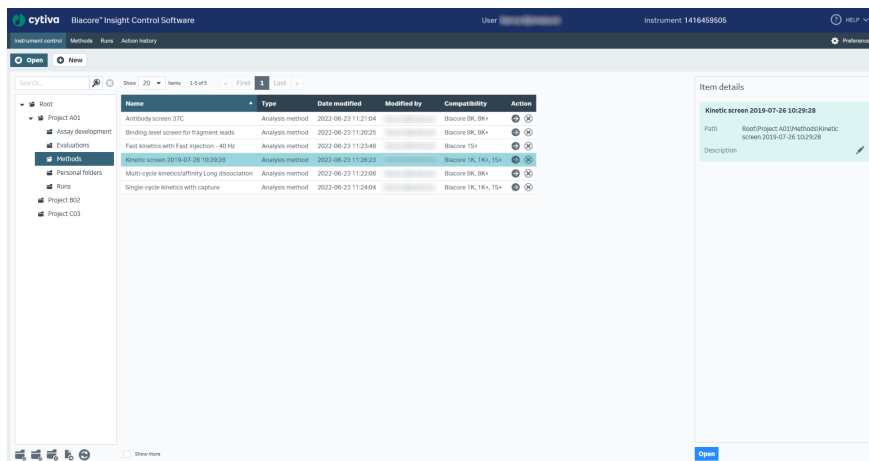 cytiva Biacore™ Insight Control Software User Instrument 1416459505 HELP
Instrument control Methods Runs Action history Preference
Open New
Search... Show 20 Items 1-5 of 5 « First 1 Last » Item details
Root
Project A01
Assay development
Evaluations
Methods
Personal folders
Runs
Project B02
Project C03
Name Type Date modified Modified by Compatibility Action
Antibody screen 37C Analysis method 2022-06-23 11:21:04 Biacore 8K, 8K+
Binding level screen for fragment leads Analysis method 2022-06-23 11:20:25 Biacore 8K, 8K+
Fast kinetics with Fast Injection - 40 Hz Analysis method 2022-06-23 11:23:48 Biacore 1S+
Kinetic screen 2019-07-26 10:29:28 Analysis method 2022-06-23 11:26:23 Biacore 1K, 1K+, 1S+
Multi-cycle kinetics/affinity Long dissociation Analysis method 2022-06-23 11:22:08 Biacore 8K, 8K+
Single-cycle kinetics with capture Analysis method 2022-06-23 11:24:04 Biacore 1K, 1K+, 1S+
Kinetic screen 2019-07-26 10:29:28
Path Root\Project A01\Methods\Kinetic
screen 2019-07-26 10:29:28
Description
Show more
Open